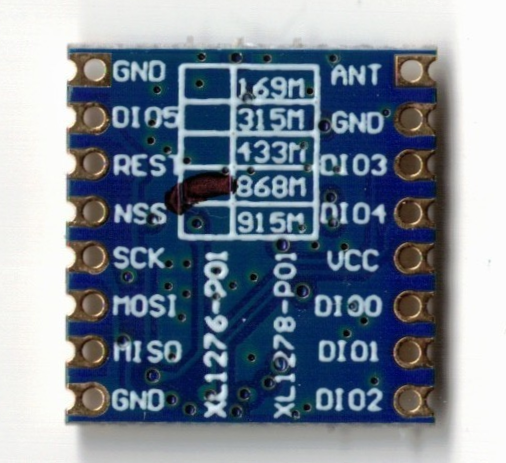 GND
DIO5
REST
NSS
SCK
MOSI
MISO
GND
169M
315M
433M
868M
915M
XL1276-P01
XL1278-P01
ANT
GND
DIO3
DIO4
VCC
DIO0
DIO1
DIO2